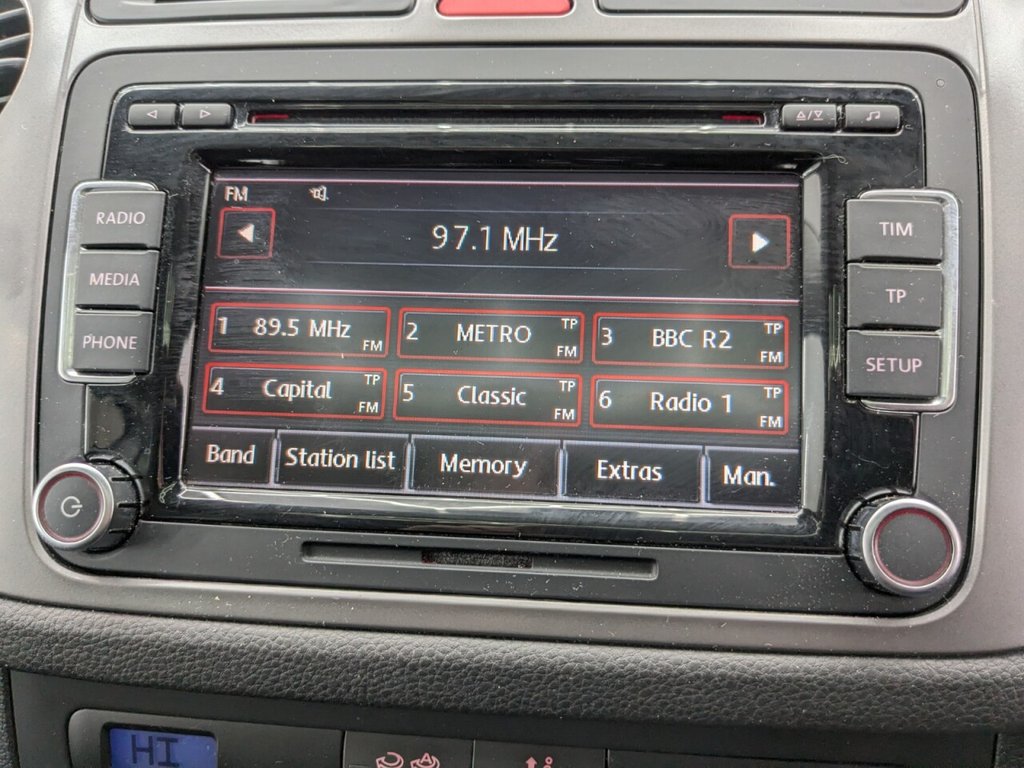 RADIO
MEDIA
PHONE
FM
97.1 MHz
1 89.5 MHz FM
2 METRO TP FM
3 BBC R2 TP FM
4 Capital TP FM
5 Classic TP FM
6 Radio 1 TP FM
Band Station list Memory Extras Man.
TIM
TP
SETUP
HI